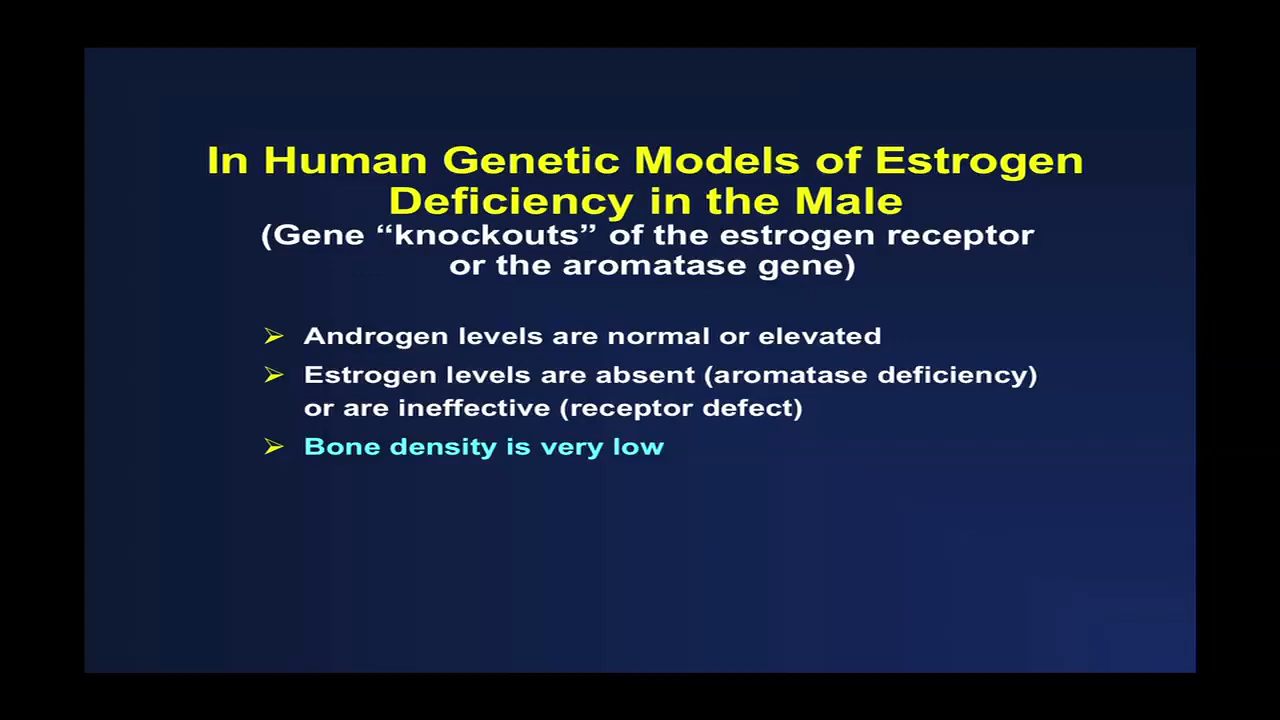 In Human Genetic Models of Estrogen
Deficiency in the Male
(Gene “knockouts” of the estrogen receptor
or the aromatase gene)
➢ Androgen levels are normal or elevated
➢ Estrogen levels are absent (aromatase deficiency)
or are ineffective (receptor defect)
➢ Bone density is very low